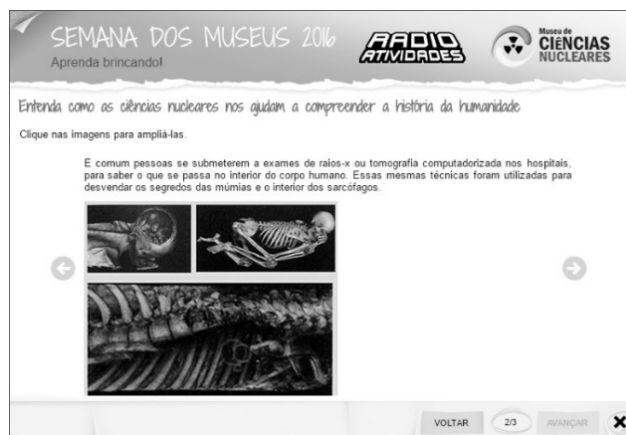 SEMANA DOS MUSEUS 2016
Aprenda brincando!
RADIO
ATIVIDADES
Museu de
CIÊNCIAS
NUCLEARES
Entenda como as ciências nucleares nos ajudam a compreender a história da humanidade
Clique nas imagens para ampliá-las.
É comum pessoas se submeterem a exames de raios-x ou tomografia computadorizada nos hospitais,
para saber o que se passa no interior do corpo humano. Essas mesmas técnicas foram utilizadas para
desvendar os segredos das múmias e o interior dos sarcófagos.
VOLTAR
2/3
AVANÇAR